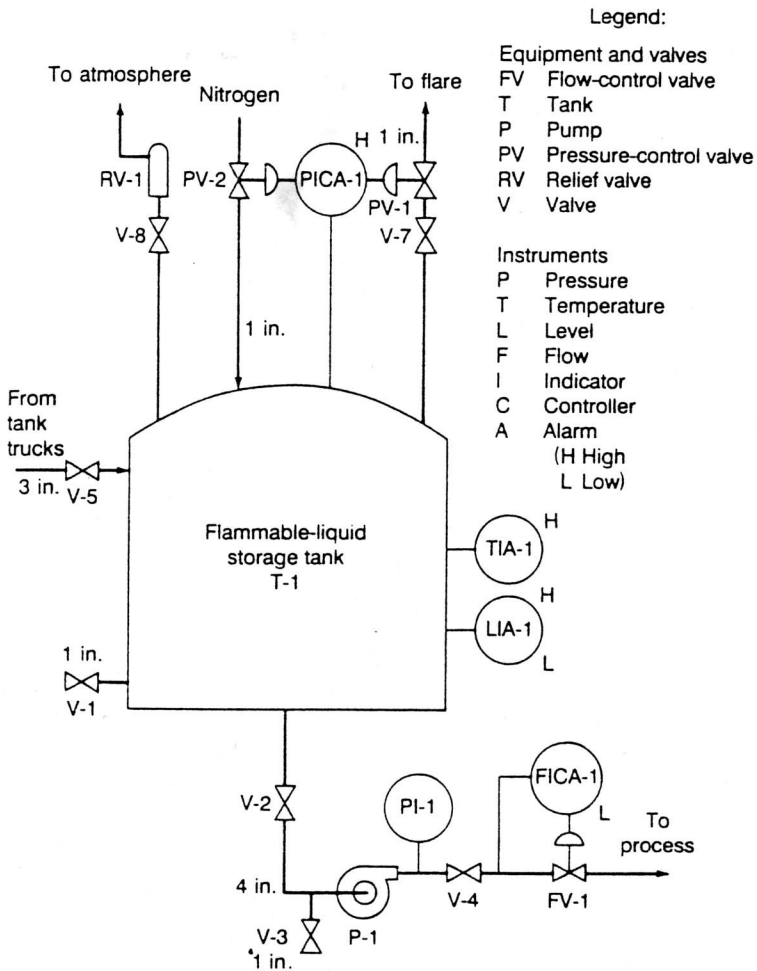 Legend:
Equipment and valves
FV Flow-control valve
T Tank
P Pump
PV Pressure-control valve
RV Relief valve
V Valve
Instruments
P Pressure
T Temperature
L Level
F Flow
I Indicator
C Controller
A Alarm
(H High
L Low)
To atmosphere
Nitrogen
To flare
H
1 in.
RV-1
PV-2
PICA-1
PV-1
V-8
V-7
1 in.
From
tank
trucks
3 in.
V-5
Flammable-liquid
storage tank
T-1
H
TIA-1
H
LIA-1
L
1 in.
V-1
V-2
PI-1
FICA-1
L
To
process
4 in.
V-3
1 in.
P-1
V-4
FV-1